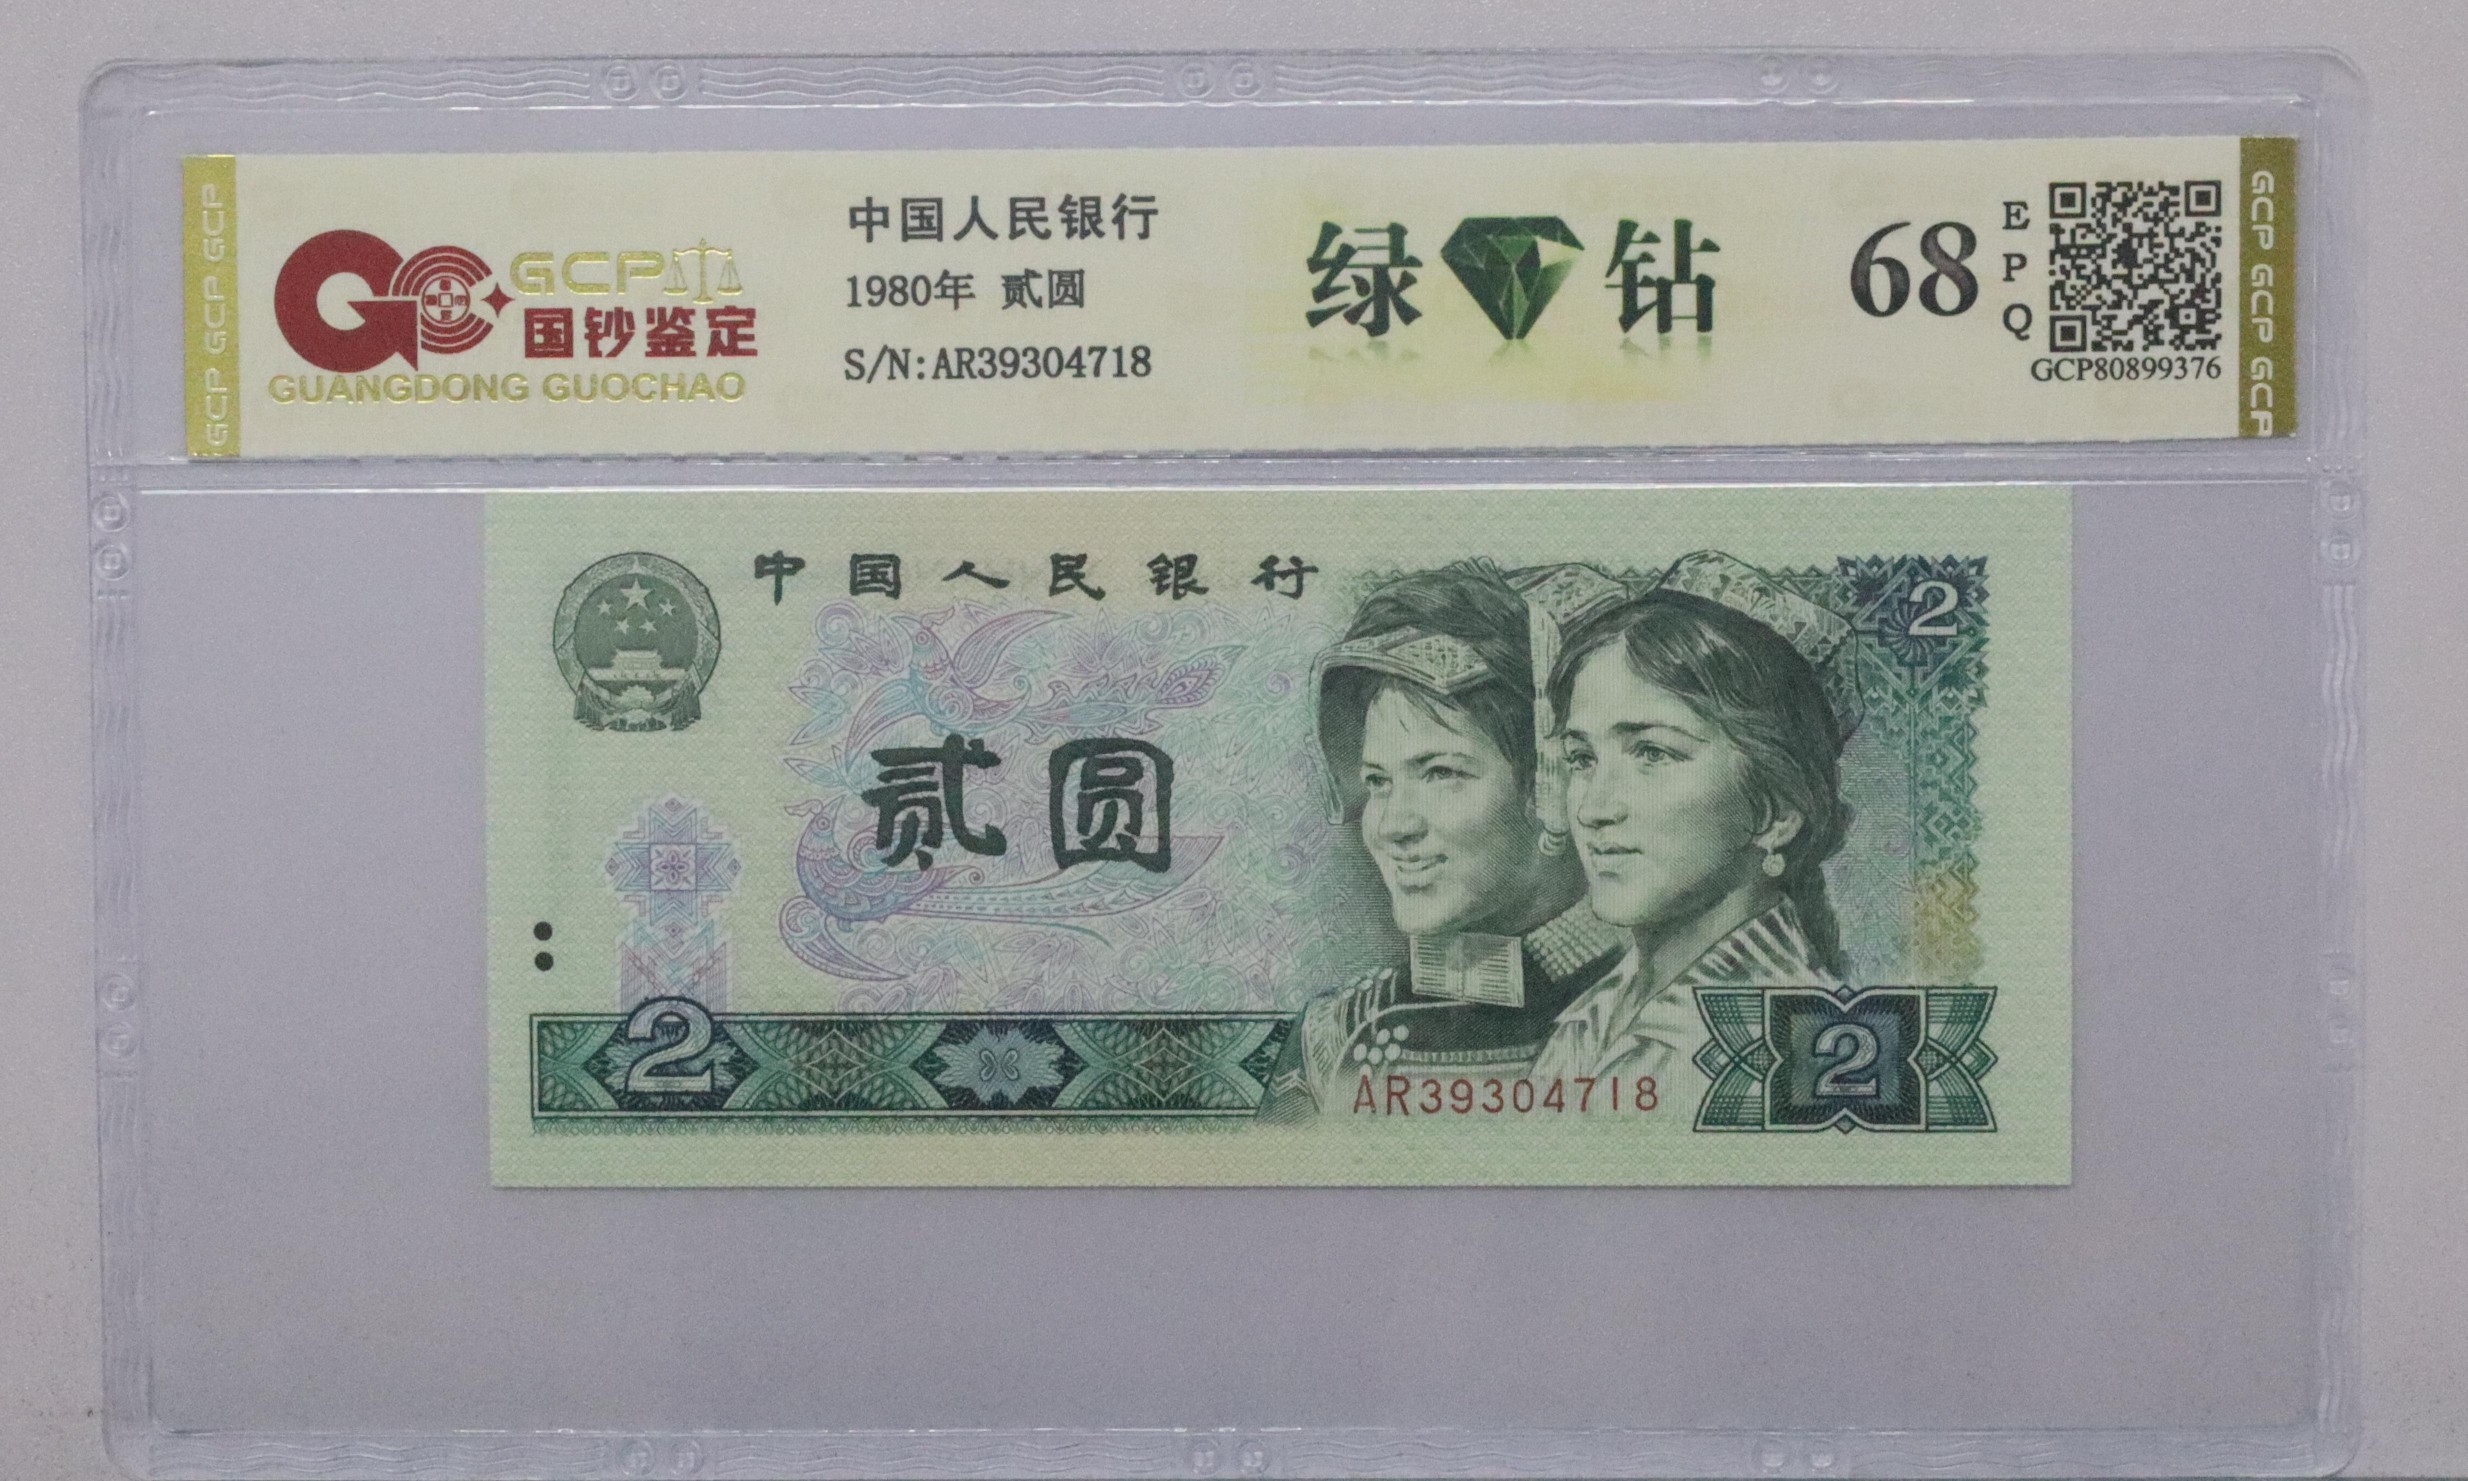 GCP GCP GCP
GCP
国钞鉴定
GUANGDONG GUOCHAO
中国人民银行
1980年 贰圆
S/N:AR39304718
绿钻
68
E
P
Q
GCP80899376
GCP GCP GCP
中国人民银行
2
贰圆
2
AR39304718
2